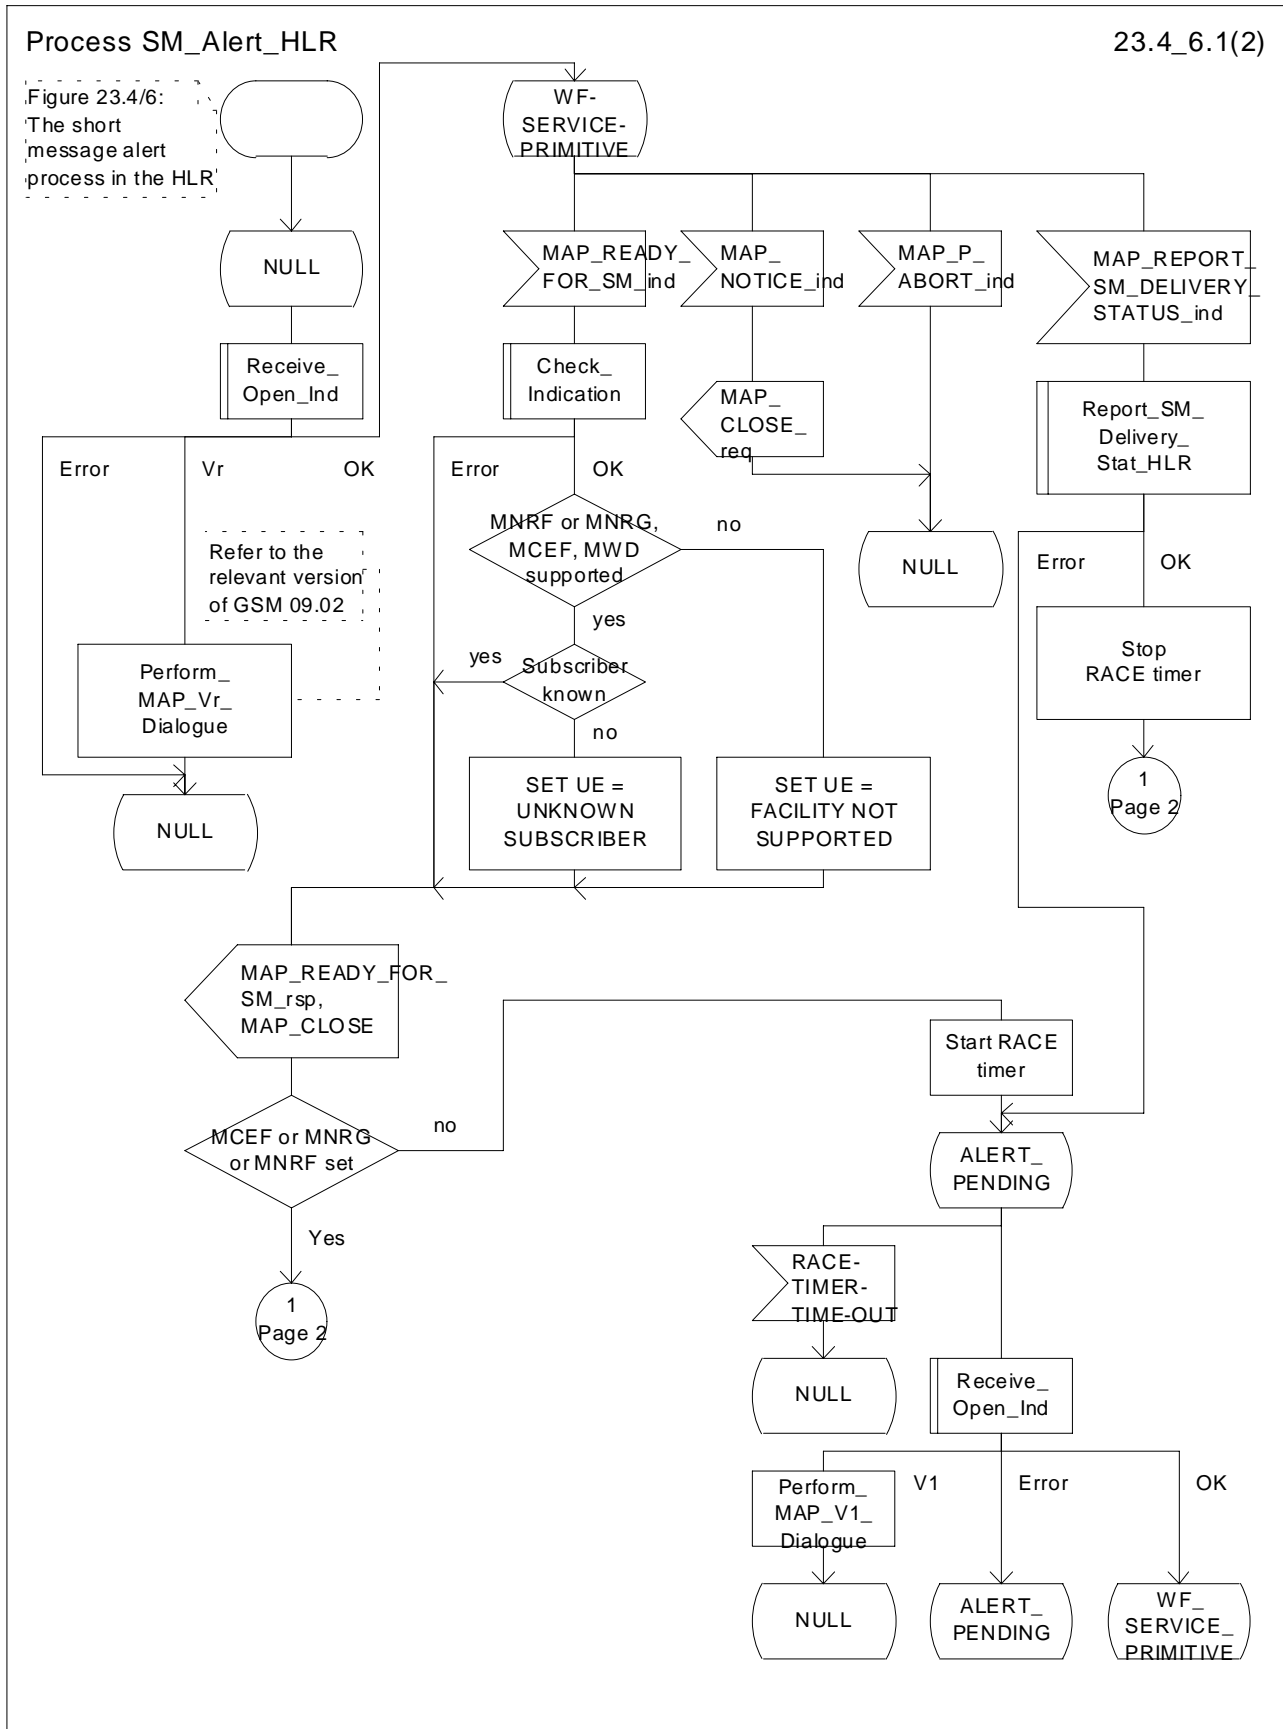 Process SM_Alert_HLR
23.4_6.1(2)
Figure 23.4/6:
The short
message alert
process in the HLR
WF-
SERVICE-
PRIMITIVE
NULL
MAP_READY_
FOR_SM_ind
MAP_
NOTICE_ind
MAP_P_
ABORT_ind
MAP_REPORT_
SM_DELIVERY_
STATUS_ind
Receive_
Open_Ind
Check_
Indication
MAP_
CLOSE_
req
Report_SM_
Delivery_
Stat_HLR
Error
Vr
OK
Error
OK
MNRF or MNRG,
MCEF, MWD
supported
no
Refer to the
relevant version
of GSM 09.02
NULL
Error
OK
yes
yes
Subscriber
known
no
Stop
RACE timer
Perform_
MAP_Vr_
Dialogue
SET UE =
UNKNOWN
SUBSCRIBER
SET UE =
FACILITY NOT
SUPPORTED
1
Page 2
NULL
MAP_READY_FOR_
SM_rsp,
MAP_CLOSE
Start RACE
timer
MCEF or MNRG
or MNRF set
no
ALERT_
PENDING
Yes
RACE-
TIMER-
TIME-OUT
1
Page 2
NULL
Receive_
Open_Ind
Perform_
MAP_V1_
Dialogue
V1
Error
OK
NULL
ALERT_
PENDING
WF_
SERVICE_
PRIMITIVE